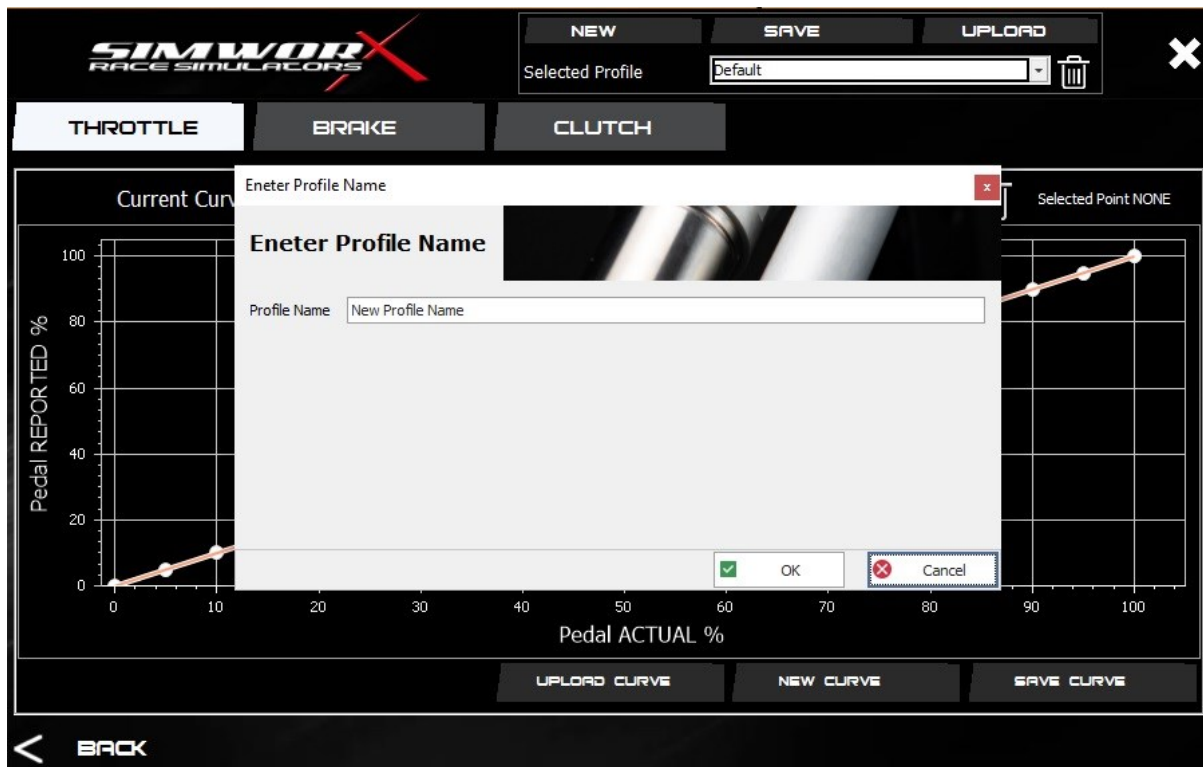 SIMWORX
RACE SIMULATORS
NEW SAVE UPLOAD
Selected Profile Default
THROTTLE BRAKE CLUTCH
Current Selected Point NONE
Eneter Profile Name x
Eneter Profile Name
Profile Name New Profile Name
OK Cancel
Pedal REPORTED %
100
80
60
40
20
0
0 10 20 30 40 50 60 70 80 90 100
Pedal ACTUAL %
UPLOAD CURVE NEW CURVE SAVE CURVE
< BACK